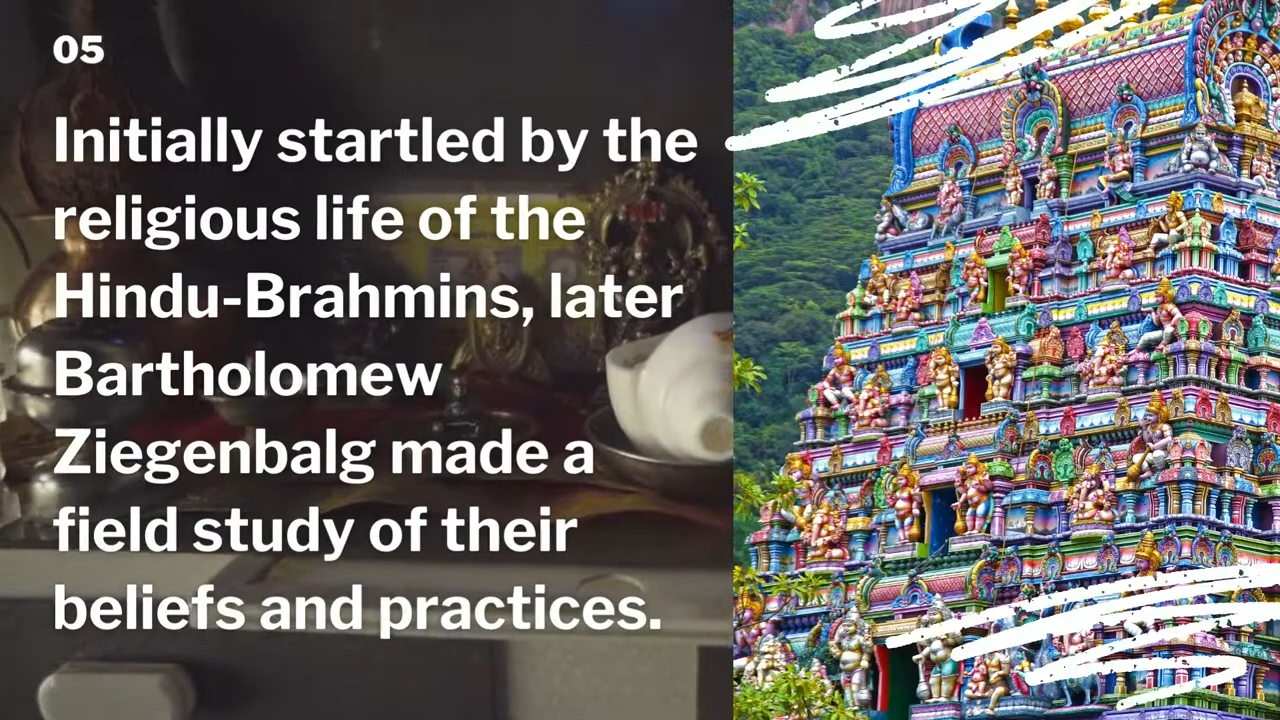 05
Initially startled by the
religious life of the
Hindu-Brahmins, later
Bartholomew
Ziegenbalg made a
field study of their
beliefs and practices.